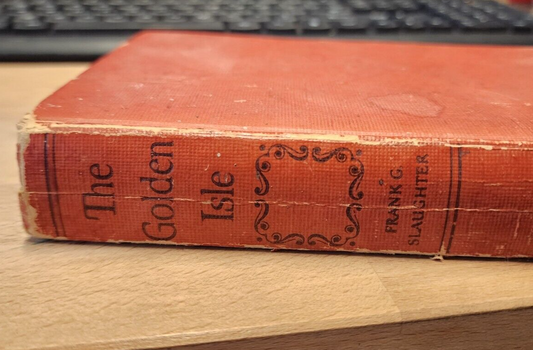 The
Golden
Isle
FRANK G.
SLAUGHTER